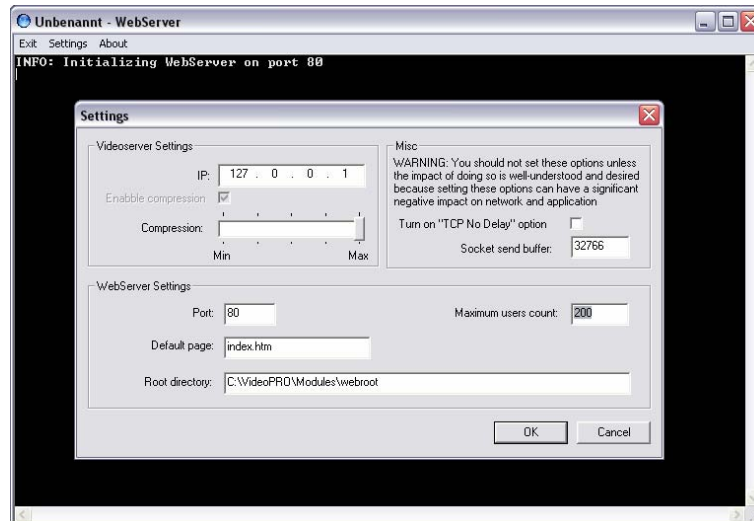 Unbenannt - WebServer
Exit Settings About
INFO: Initializing WebServer on port 80
Settings
Videoserver Settings
IP: 127 . 0 . 0 . 1
Enabble compression
Compression:
Min Max
Misc
WARNING: You should not set these options unless
the impact of doing so is well-understood and desired
because setting these options can have a significant
negative impact on network and application
Turn on "TCP No Delay" option
Socket send buffer: 32766
WebServer Settings
Port: 80
Maximum users count: 200
Default page: index.htm
Root directory: C:\VideoPRO\Modules\webroot
OK Cancel